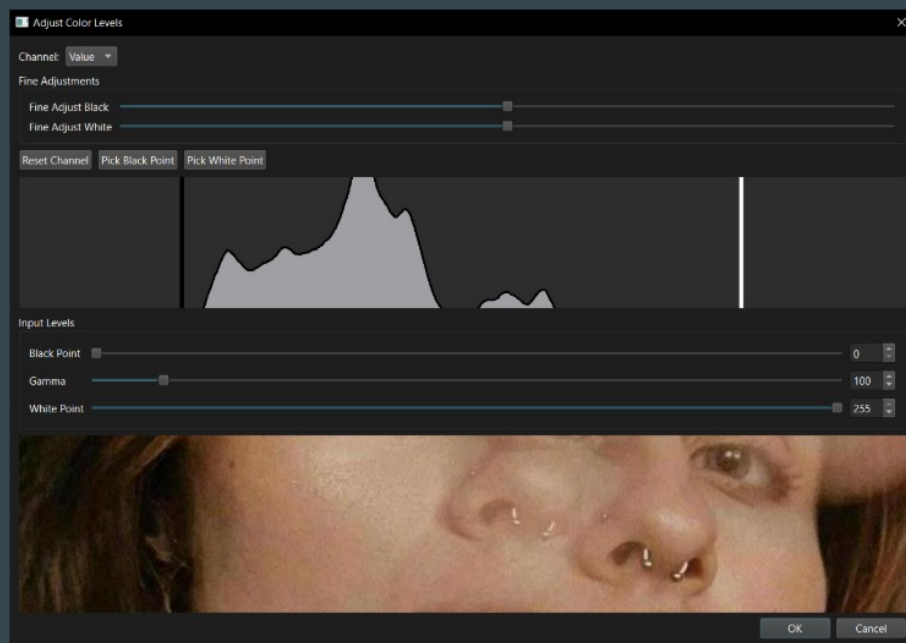 Adjust Color Levels
Channel: Value
Fine Adjustments
Fine Adjust Black
Fine Adjust White
Reset Channel Pick Black Point Pick White Point
Input Levels
Black Point 0
Gamma 100
White Point 255
OK Cancel